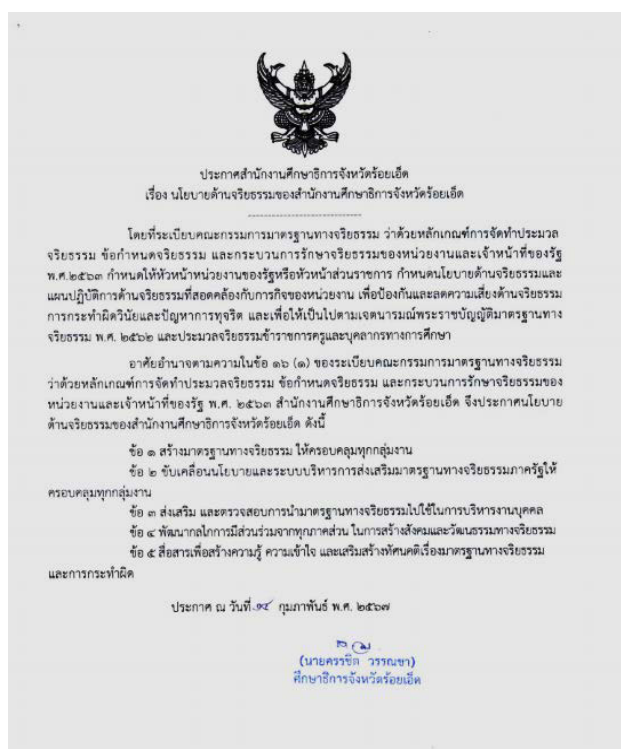 ประกาศสำนักงานศึกษาธิการจังหวัดร้อยเอ็ด
เรื่อง นโยบายด้านจริยธรรมของสำนักงานศึกษาธิการจังหวัดร้อยเอ็ด
โดยที่ระเบียบคณะกรรมการมาตรฐานทางจริยธรรม ว่าด้วยหลักเกณฑ์การจัดทำประมวล
จริยธรรม ข้อกำหนดจริยธรรม และกระบวนการรักษาจริยธรรมของหน่วยงานและเจ้าหน้าที่ของรัฐ
พ.ศ.๒๕๖๓ กำหนดให้หัวหน้าหน่วยงานของรัฐหรือหัวหน้าส่วนราชการ กำหนดนโยบายด้านจริยธรรมและ
แผนปฏิบัติการด้านจริยธรรมที่สอดคล้องกับภารกิจของหน่วยงาน เพื่อป้องกันและลดความเสี่ยงด้านจริยธรรม
การกระทำผิดวินัยและปัญหาการทุจริต และเพื่อให้เป็นไปตามเจตนารมณ์พระราชบัญญัติมาตรฐานทาง
จริยธรรม พ.ศ. ๒๕๖๒ และประมวลจริยธรรมข้าราชการครูและบุคลากรทางการศึกษา
อาศัยอำนาจตามความในข้อ ๑๖ (๑) ของระเบียบคณะกรรมการมาตรฐานทางจริยธรรม
ว่าด้วยหลักเกณฑ์การจัดทำประมวลจริยธรรม ข้อกำหนดจริยธรรม และกระบวนการรักษาจริยธรรมของ
หน่วยงานและเจ้าหน้าที่ของรัฐ พ.ศ. ๒๕๖๓ สำนักงานศึกษาธิการจังหวัดร้อยเอ็ด จึงประกาศนโยบาย
ด้านจริยธรรมของสำนักงานศึกษาธิการจังหวัดร้อยเอ็ด ดังนี้
ข้อ ๑ สร้างมาตรฐานทางจริยธรรม ให้ครอบคลุมทุกกลุ่มงาน
ข้อ ๒ ขับเคลื่อนนโยบายและระบบบริหารการส่งเสริมมาตรฐานทางจริยธรรมภาครัฐให้
ครอบคลุมทุกกลุ่มงาน
ข้อ ๓ ส่งเสริม และตรวจสอบการนำมาตรฐานทางจริยธรรมไปใช้ในการบริหารงานบุคคล
ข้อ ๔ พัฒนากลไกการมีส่วนร่วมจากทุกภาคส่วน ในการสร้างสังคมและวัฒนธรรมทางจริยธรรม
ข้อ ๕ สื่อสารเพื่อสร้างความรู้ ความเข้าใจ และเสริมสร้างทัศนคติเรื่องมาตรฐานทางจริยธรรม
และการกระทำผิด
ประกาศ ณ วันที่ ๑๔ กุมภาพันธ์ พ.ศ. ๒๕๖๗
(นายครรชิต วรรณชา)
ศึกษาธิการจังหวัดร้อยเอ็ด